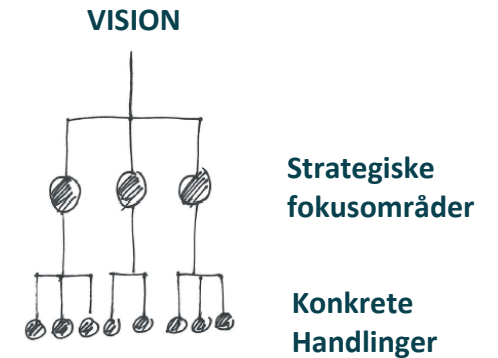 VISION
Strategiske
fokusområder
Konkrete
Handlinger